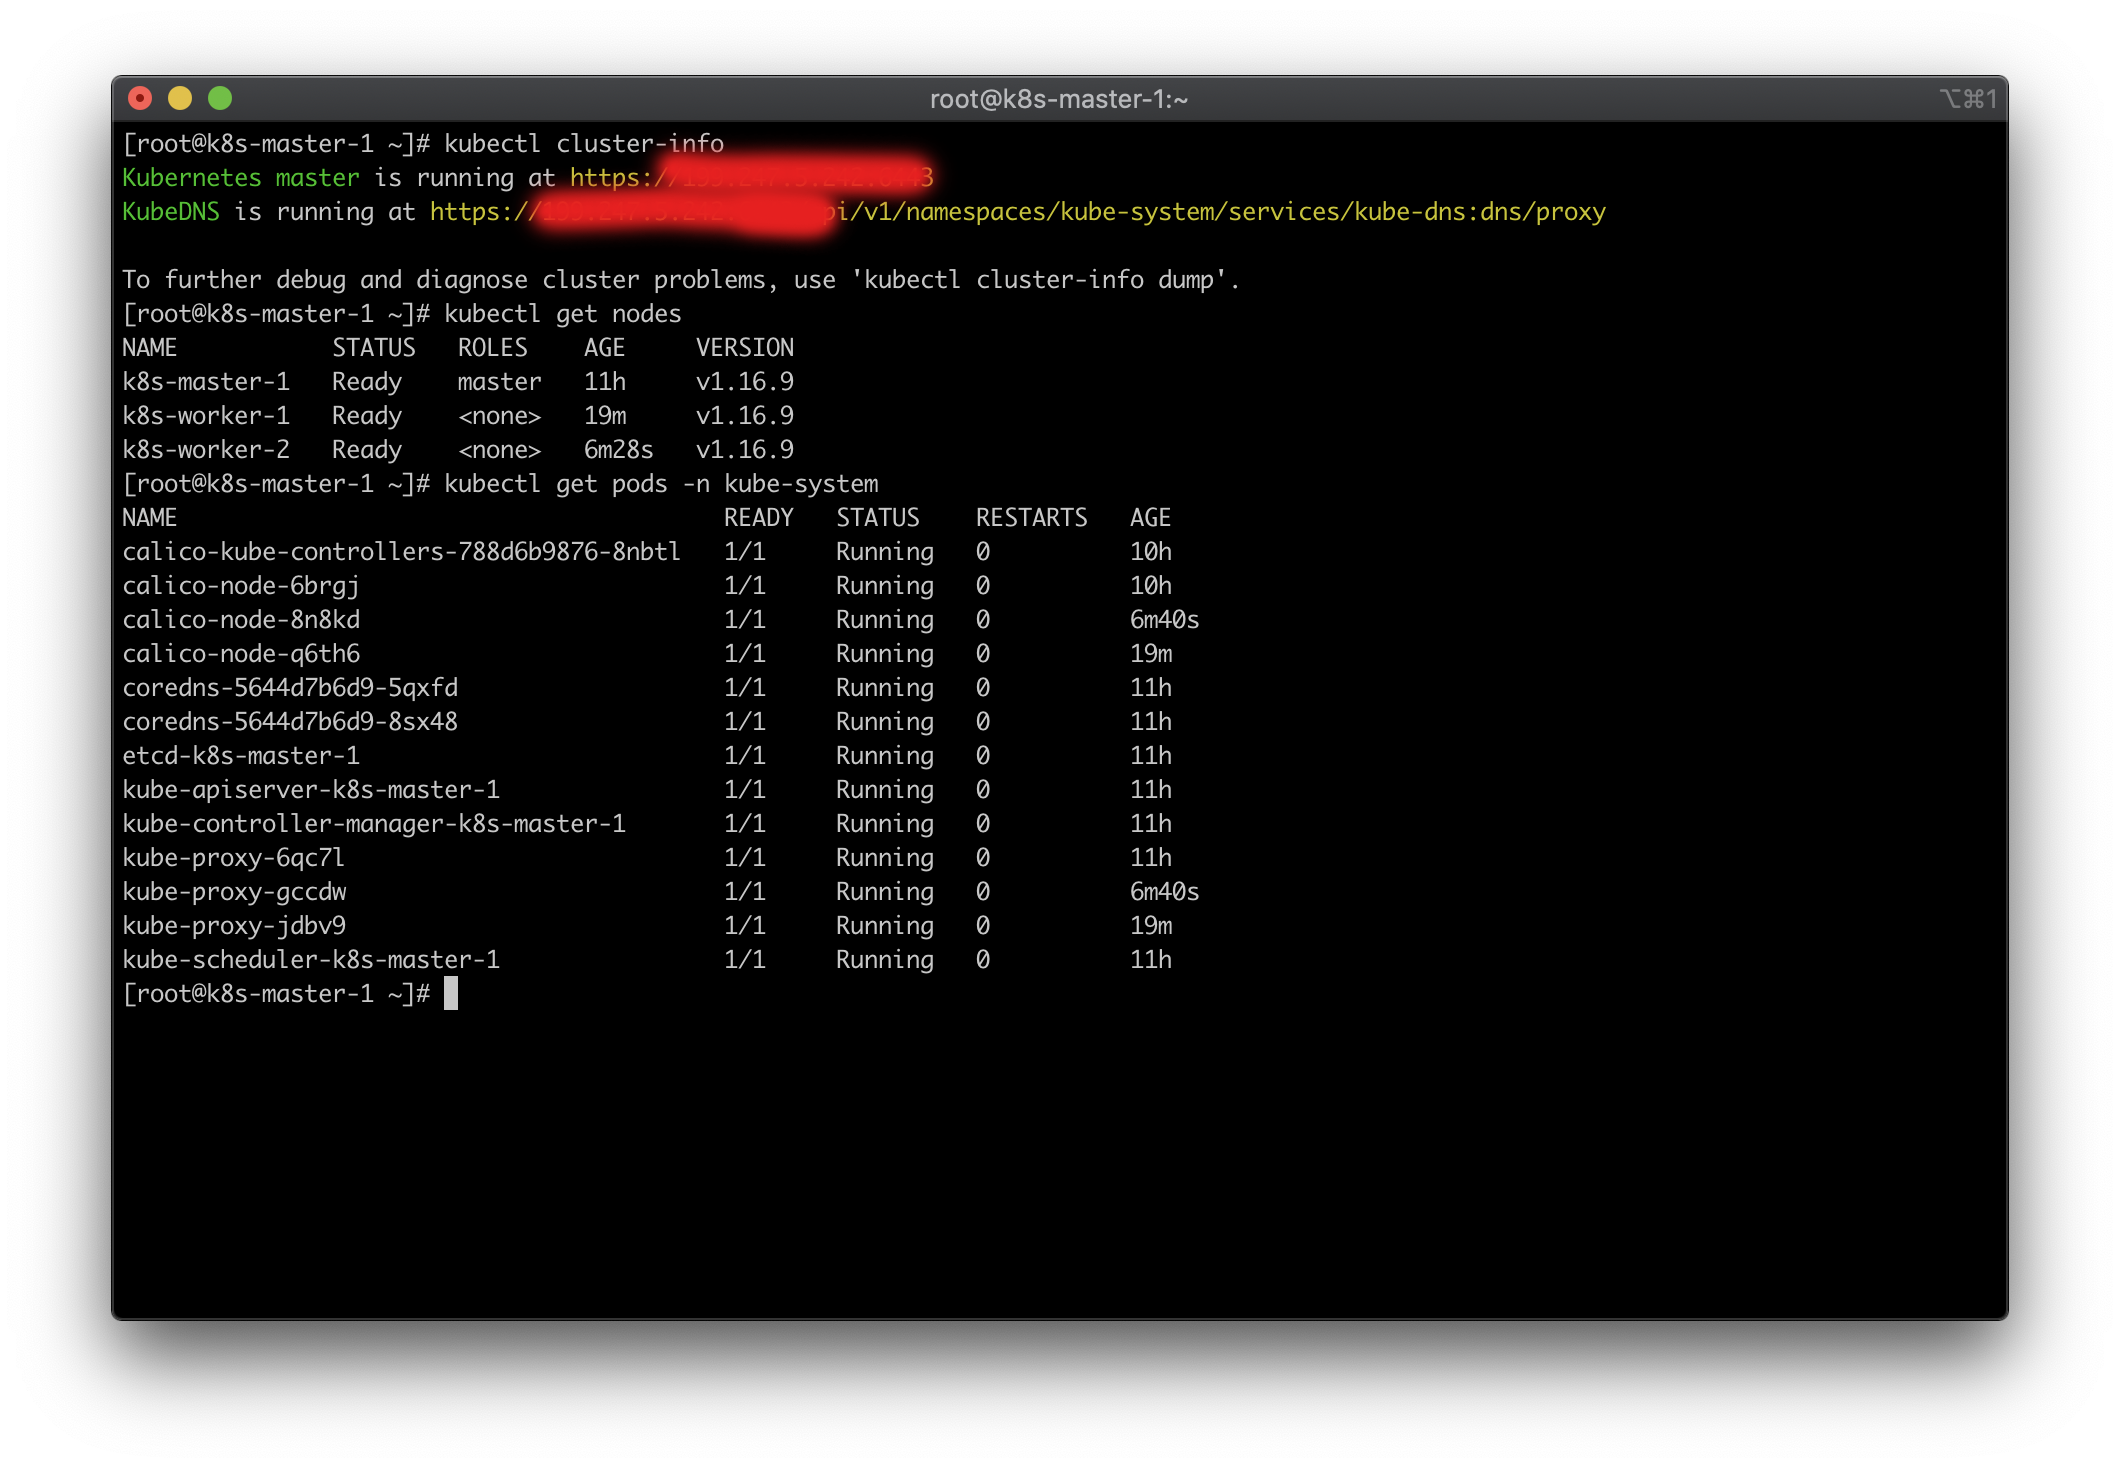 root@k8s-master-1:~
⌥⌘1
[root@k8s-master-1 ~]# kubectl cluster-info
Kubernetes master is running at https://
KubeDNS is running at https:// pi/v1/namespaces/kube-system/services/kube-dns:dns/proxy
To further debug and diagnose cluster problems, use 'kubectl cluster-info dump'.
[root@k8s-master-1 ~]# kubectl get nodes
NAME STATUS ROLES AGE VERSION
k8s-master-1 Ready master 11h v1.16.9
k8s-worker-1 Ready <none> 19m v1.16.9
k8s-worker-2 Ready <none> 6m28s v1.16.9
[root@k8s-master-1 ~]# kubectl get pods -n kube-system
NAME READY STATUS RESTARTS AGE
calico-kube-controllers-788d6b9876-8nbtl 1/1 Running 0 10h
calico-node-6brgj 1/1 Running 0 10h
calico-node-8n8kd 1/1 Running 0 6m40s
calico-node-q6th6 1/1 Running 0 19m
coredns-5644d7b6d9-5qxfd 1/1 Running 0 11h
coredns-5644d7b6d9-8sx48 1/1 Running 0 11h
etcd-k8s-master-1 1/1 Running 0 11h
kube-apiserver-k8s-master-1 1/1 Running 0 11h
kube-controller-manager-k8s-master-1 1/1 Running 0 11h
kube-proxy-6qc7l 1/1 Running 0 11h
kube-proxy-gccdw 1/1 Running 0 6m40s
kube-proxy-jdbv9 1/1 Running 0 19m
kube-scheduler-k8s-master-1 1/1 Running 0 11h
[root@k8s-master-1 ~]#